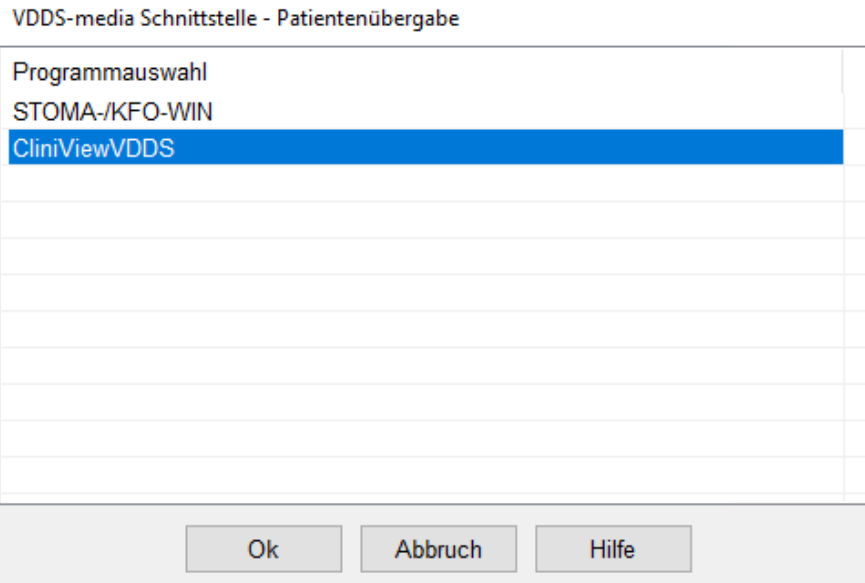 VDDS-media Schnittstelle - Patientenübergabe
Programmauswahl
STOMA-/KFO-WIN
CliniViewVDDS
Ok Abbruch Hilfe